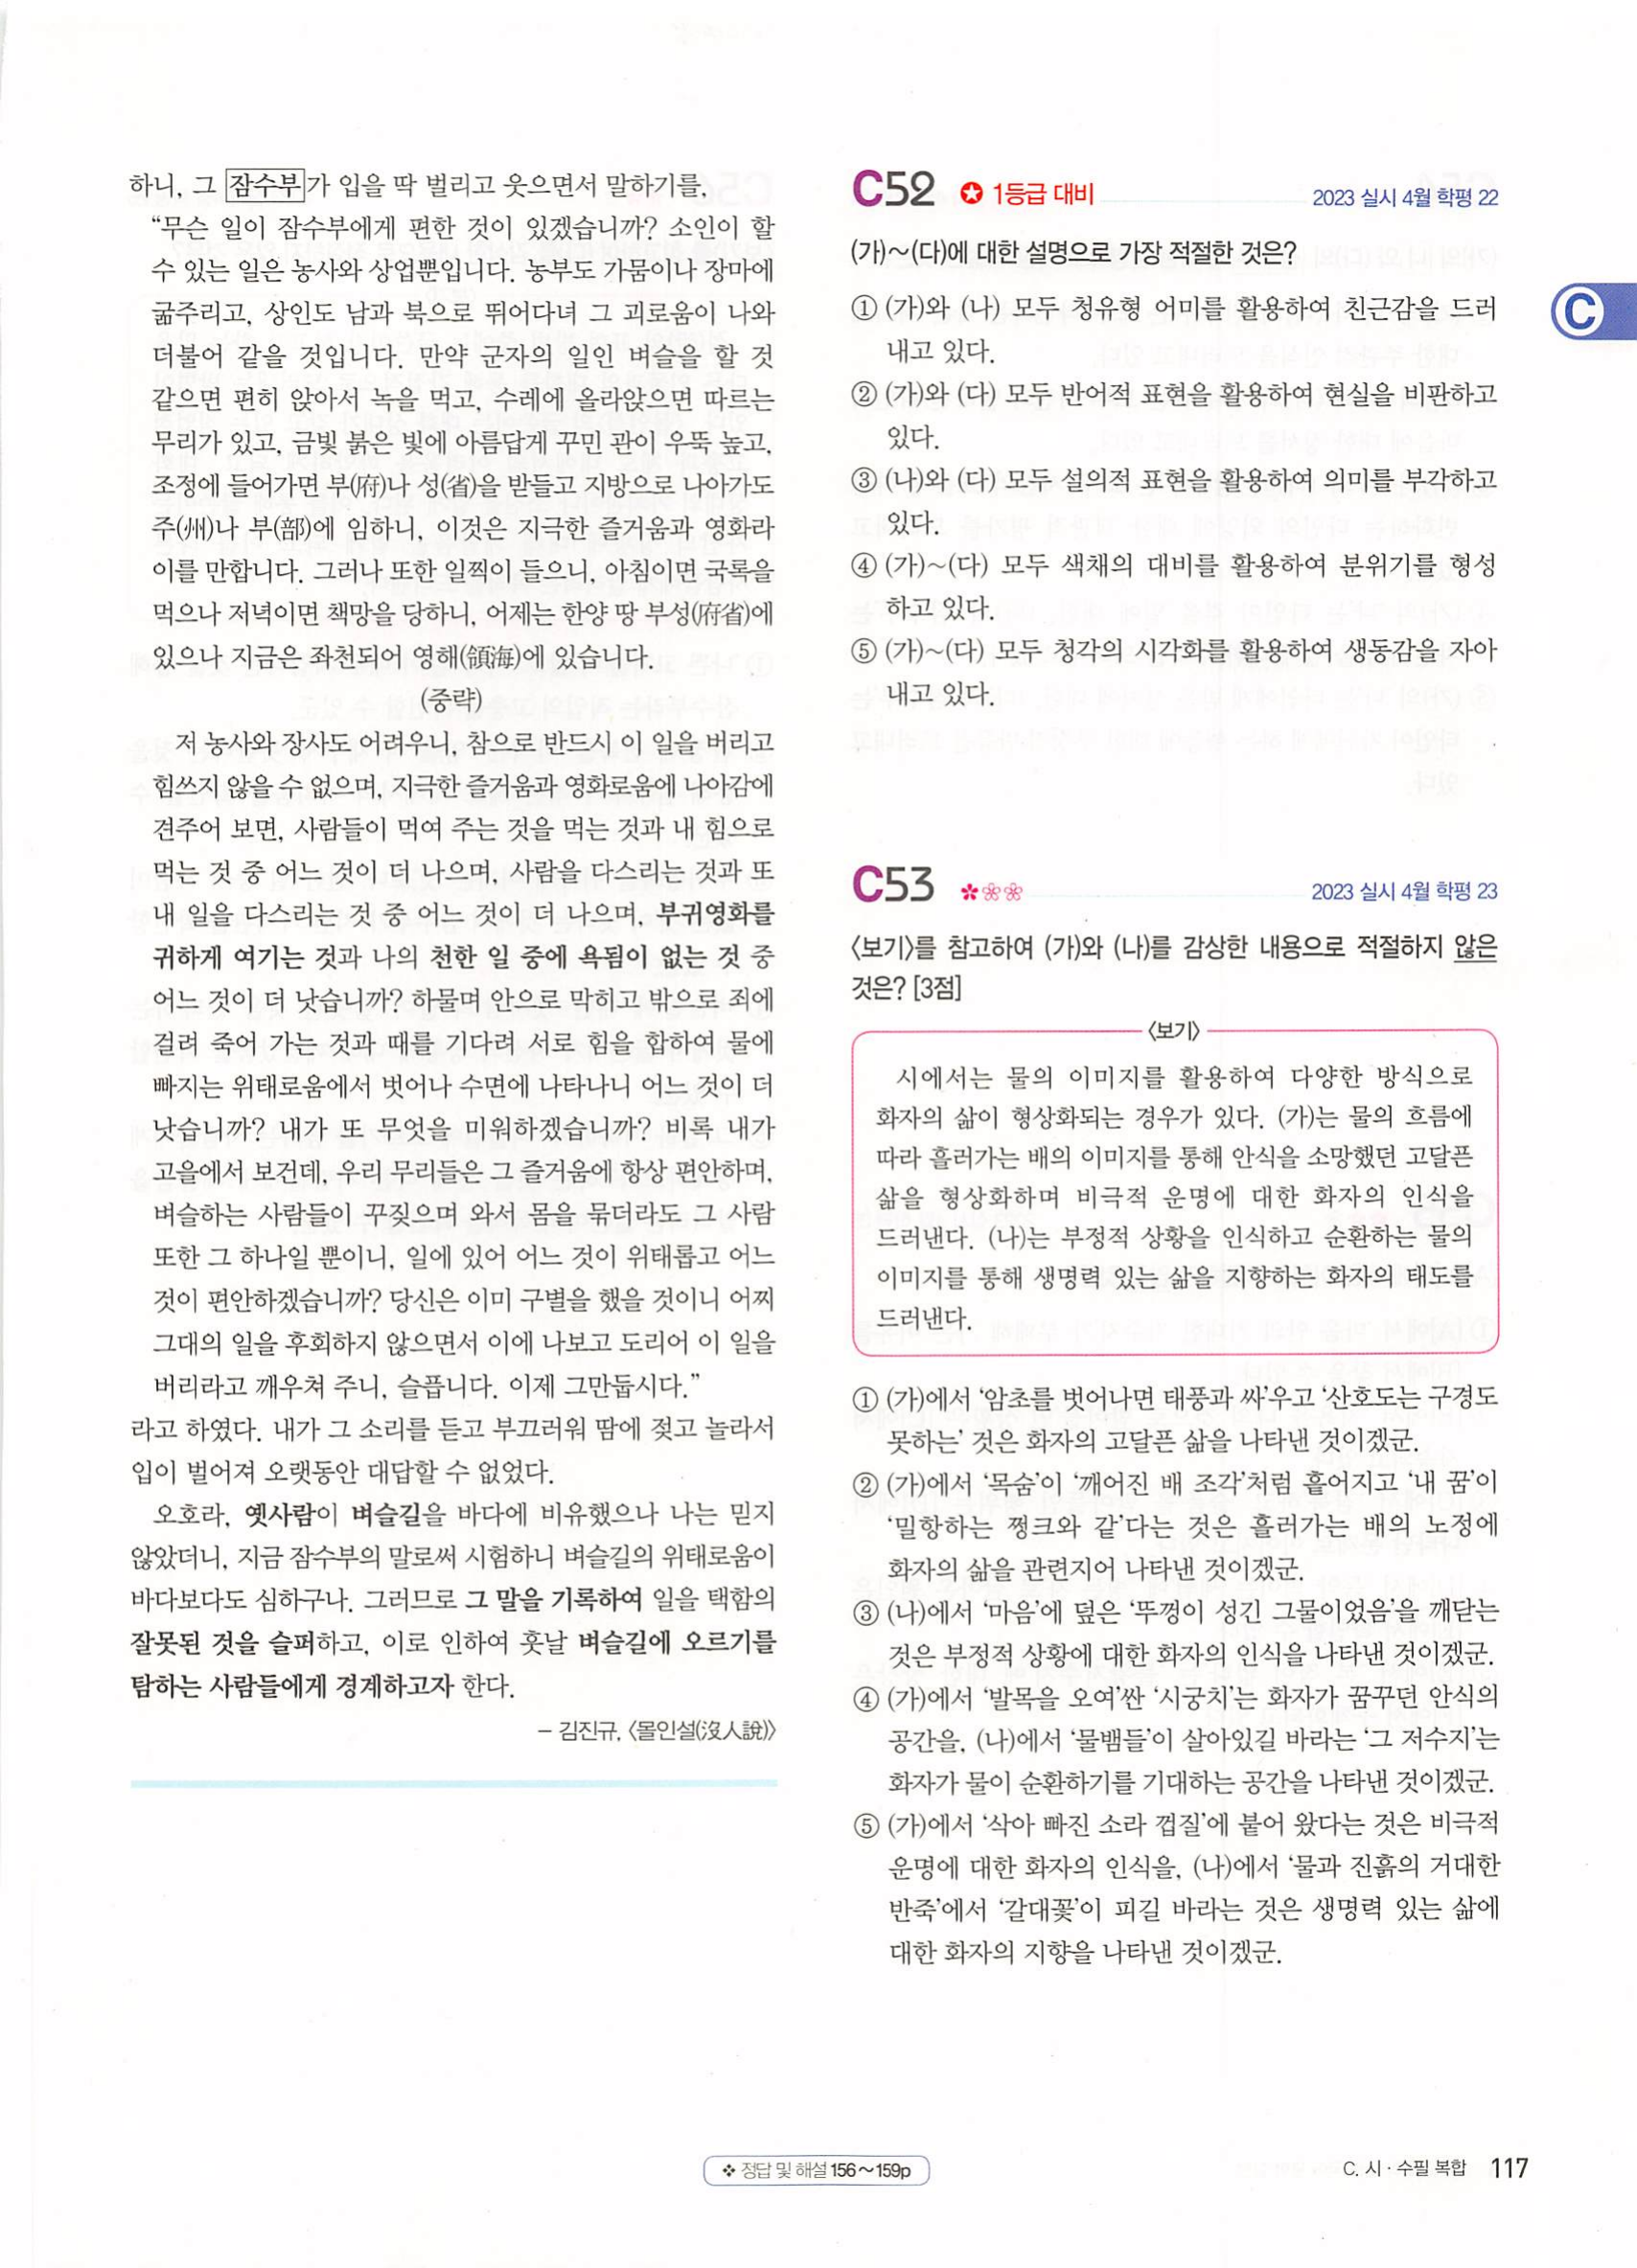 하니, 그 잠수부가 입을 딱 벌리고 웃으면서 말하기를,
“무슨 일이 잠수부에게 편한 것이 있겠습니까? 소인이 할
수 있는 일은 농사와 상업뿐입니다. 농부도 가뭄이나 장마에
굶주리고, 상인도 남과 북으로 뛰어다녀 그 괴로움이 나와
더불어 같을 것입니다. 만약 군자의 일인 벼슬을 할 것
같으면 편히 앉아서 녹을 먹고, 수레에 올라앉으면 따르는
무리가 있고, 금빛 붉은 빛에 아름답게 꾸민 관이 우뚝 높고,
조정에 들어가면 부(府)나 성(省)을 받들고 지방으로 나아가도
주(州)나 부(部)에 임하니, 이것은 지극한 즐거움과 영화라
이를 만합니다. 그러나 또한 일찍이 들으니, 아침이면 국록을
먹으나 저녁이면 책망을 당하니, 어제는 한양 땅 부성(府省)에
있으나 지금은 좌천되어 영해(領海)에 있습니다.
(중략)
저 농사와 장사도 어려우니, 참으로 반드시 이 일을 버리고
힘쓰지 않을 수 없으며, 지극한 즐거움과 영화로움에 나아감에
견주어 보면, 사람들이 먹여 주는 것을 먹는 것과 내 힘으로
먹는 것 중 어느 것이 더 나으며, 사람을 다스리는 것과 또
내 일을 다스리는 것 중 어느 것이 더 나으며, 부귀영화를
귀하게 여기는 것과 나의 천한 일 중에 욕됨이 없는 것 중
어느 것이 더 낫습니까? 하물며 안으로 막히고 밖으로 죄에
걸려 죽어 가는 것과 때를 기다려 서로 힘을 합하여 물에
빠지는 위태로움에서 벗어나 수면에 나타나니 어느 것이 더
낫습니까? 내가 또 무엇을 미워하겠습니까? 비록 내가
고을에서 보건데, 우리 무리들은 그 즐거움에 항상 편안하며,
벼슬하는 사람들이 꾸짖으며 와서 몸을 묶더라도 그 사람
또한 그 하나일 뿐이니, 일에 있어 어느 것이 위태롭고 어느
것이 편안하겠습니까? 당신은 이미 구별을 했을 것이니 어찌
그대의 일을 후회하지 않으면서 이에 나보고 도리어 이 일을
버리라고 깨우쳐 주니, 슬픕니다. 이제 그만둡시다.”
라고 하였다. 내가 그 소리를 듣고 부끄러워 땀에 젖고 놀라서
입이 벌어져 오랫동안 대답할 수 없었다.
오호라, 옛사람이 벼슬길을 바다에 비유했으나 나는 믿지
않았더니, 지금 잠수부의 말로써 시험하니 벼슬길의 위태로움이
바다보다도 심하구나. 그러므로 그 말을 기록하여 일을 택함의
잘못된 것을 슬퍼하고, 이로 인하여 훗날 벼슬길에 오르기를
탐하는 사람들에게 경계하고자 한다.
– 김진규, 〈몰인설(沒人說)〉
C52 ✪ 1등급 대비 2023 실시 4월 학평 22
(가)~(다)에 대한 설명으로 가장 적절한 것은?
① (가)와 (나) 모두 청유형 어미를 활용하여 친근감을 드러
내고 있다.
② (가)와 (다) 모두 반어적 표현을 활용하여 현실을 비판하고
있다.
③ (나)와 (다) 모두 설의적 표현을 활용하여 의미를 부각하고
있다.
④ (가)~(다) 모두 색채의 대비를 활용하여 분위기를 형성
하고 있다.
⑤ (가)~(다) 모두 청각의 시각화를 활용하여 생동감을 자아
내고 있다.
C
C53 2023 실시 4월 학평 23
〈보기〉를 참고하여 (가)와 (나)를 감상한 내용으로 적절하지 않은
것은? [3점]
〈보기〉
시에서는 물의 이미지를 활용하여 다양한 방식으로
화자의 삶이 형상화되는 경우가 있다. (가)는 물의 흐름에
따라 흘러가는 배의 이미지를 통해 안식을 소망했던 고달픈
삶을 형상화하며 비극적 운명에 대한 화자의 인식을
드러낸다. (나)는 부정적 상황을 인식하고 순환하는 물의
이미지를 통해 생명력 있는 삶을 지향하는 화자의 태도를
드러낸다.
① (가)에서 ‘암초를 벗어나면 태풍과 싸’우고 ‘산호도는 구경도
못하는’ 것은 화자의 고달픈 삶을 나타낸 것이겠군.
② (가)에서 ‘목숨’이 ‘깨어진 배 조각’처럼 흩어지고 ‘내 꿈’이
‘밀항하는 쩡크와 같’다는 것은 흘러가는 배의 노정에
화자의 삶을 관련지어 나타낸 것이겠군.
③ (나)에서 ‘마음’에 덮은 ‘뚜껑이 성긴 그물이었음’을 깨닫는
것은 부정적 상황에 대한 화자의 인식을 나타낸 것이겠군.
④ (가)에서 ‘발목을 오여’싼 ‘시궁치’는 화자가 꿈꾸던 안식의
공간을, (나)에서 ‘물뱀들’이 살아있길 바라는 ‘그 저수지’는
화자가 물이 순환하기를 기대하는 공간을 나타낸 것이겠군.
⑤ (가)에서 ‘삭아 빠진 소라 껍질’에 붙어 왔다는 것은 비극적
운명에 대한 화자의 인식을, (나)에서 ‘물과 진흙의 거대한
반죽’에서 ‘갈대꽃’이 피길 바라는 것은 생명력 있는 삶에
대한 화자의 지향을 나타낸 것이겠군.
❖ 정답 및 해설 156~159p
C. 시 · 수필 복합 117